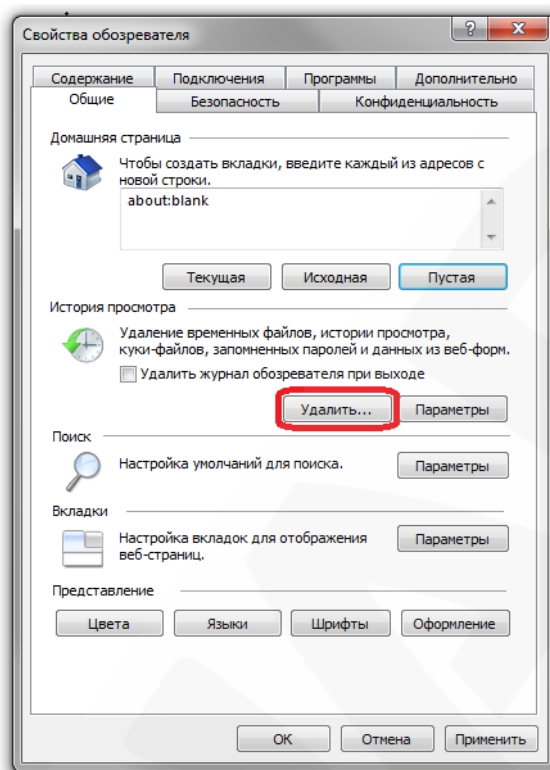 Свойства обозревателя
Содержание Подключения Программы Дополнительно
Общие Безопасность Конфиденциальность
Домашняя страница
Чтобы создать вкладки, введите каждый из адресов с
новой строки.
about:blank
Текущая Исходная Пустая
История просмотра
Удаление временных файлов, истории просмотра,
куки-файлов, запомненных паролей и данных из веб-форм.
Удалить журнал обозревателя при выходе
Удалить... Параметры
Поиск
Настройка умолчаний для поиска. Параметры
Вкладки
Настройка вкладок для отображения Параметры
веб-страниц.
Представление
Цвета Языки Шрифты Оформление
ОК Отмена Применить